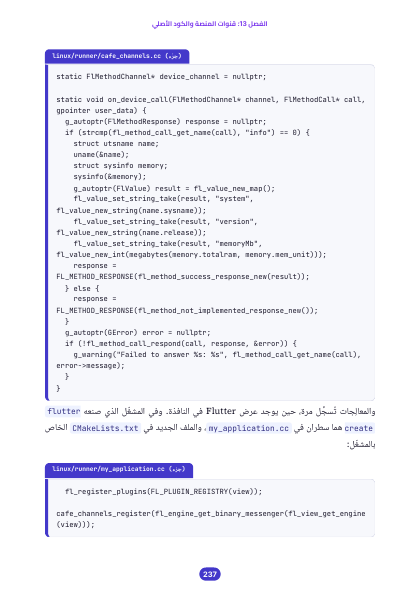 الفصل 13: قنوات المنصة والكود الأصلي
linux/runner/cafe_channels.cc (جزء)
static FlMethodChannel* device_channel = nullptr;
static void on_device_call(FlMethodChannel* channel, FlMethodCall* call,
gpointer user_data) {
g_autoptr(FlMethodResponse) response = nullptr;
if (strcmp(fl_method_call_get_name(call), "info") == 0) {
struct utsname name;
uname(&name);
struct sysinfo memory;
sysinfo(&memory);
g_autoptr(FlValue) result = fl_value_new_map();
fl_value_set_string_take(result, "system",
fl_value_new_string(name.sysname));
fl_value_set_string_take(result, "version",
fl_value_new_string(name.release));
fl_value_set_string_take(result, "memoryMb",
fl_value_new_int(megabytes(memory.totalram, memory.mem_unit)));
response =
FL_METHOD_RESPONSE(fl_method_success_response_new(result));
} else {
response =
FL_METHOD_RESPONSE(fl_method_not_implemented_response_new());
}
g_autoptr(GError) error = nullptr;
if (!fl_method_call_respond(call, response, &error)) {
g_warning("Failed to answer %s: %s", fl_method_call_get_name(call),
error->message);
}
}
والمعالِجات تُسجَّل مرة، حين يوجد عرض Flutter في النافذة. وفي المشغّل الذي صنعه flutter
create هما سطران في my_application.cc، والملف الجديد في CMakeLists.txt الخاص
بالمشغّل:
linux/runner/my_application.cc (جزء)
fl_register_plugins(FL_PLUGIN_REGISTRY(view));
cafe_channels_register(fl_engine_get_binary_messenger(fl_view_get_engine
(view)));
237